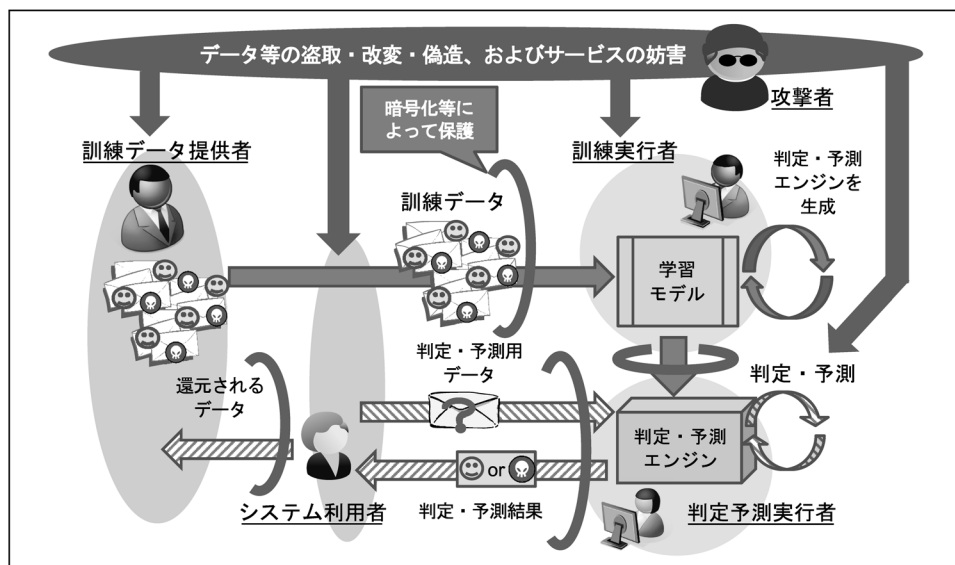 データ等の盗取・改変・偽造、およびサービスの妨害
攻撃者
暗号化等に
よって保護
訓練データ提供者
訓練実行者
判定・予測
エンジンを
生成
訓練データ
学習
モデル
判定・予測用
データ
還元される
データ
判定・予測
?
判定・予測
エンジン
or
システム利用者
判定・予測結果
判定予測実行者